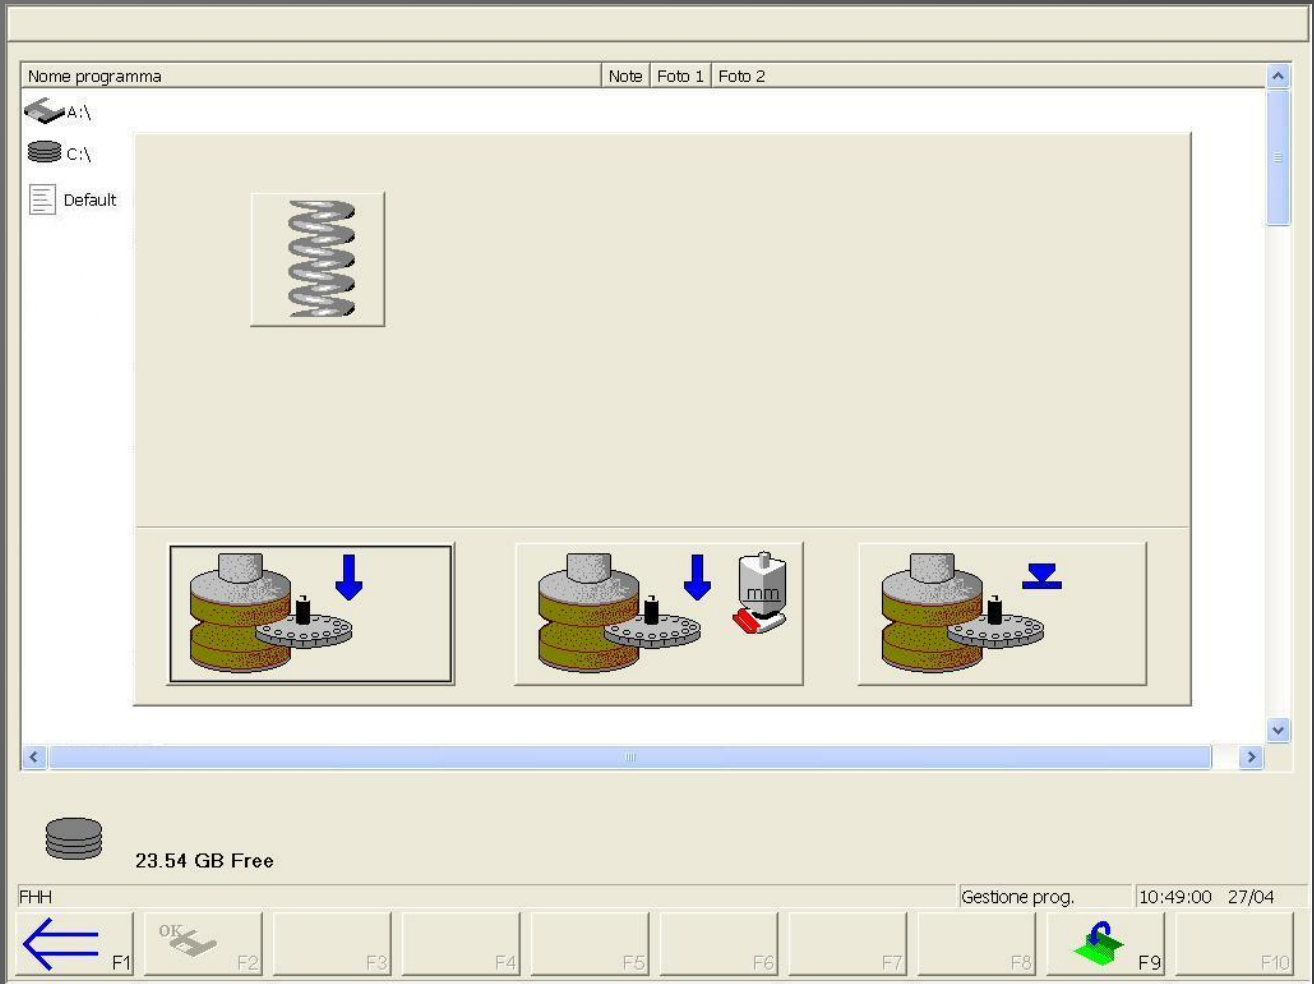 Nome programma Note Foto 1 Foto 2
A:\
C:\
Default
mm
23.54 GB Free
FHH Gestione prog. 10:49:00 27/04
F1 OK F2 F3 F4 F5 F6 F7 F8 F9 F10